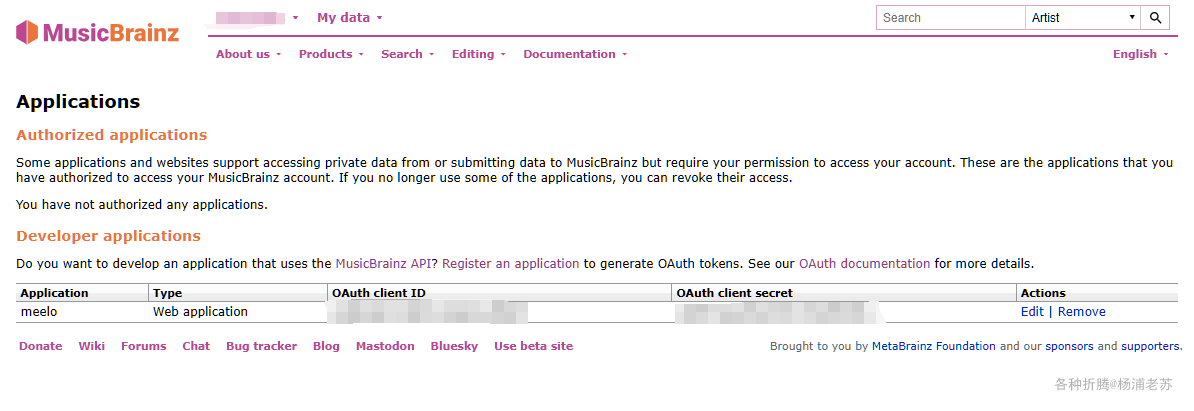 MusicBrainz
My data
Search
Artist
About us
Products
Search
Editing
Documentation
English
Applications
Authorized applications
Some applications and websites support accessing private data from or submitting data to MusicBrainz but require your permission to access your account. These are the applications that you
have authorized to access your MusicBrainz account. If you no longer use some of the applications, you can revoke their access.
You have not authorized any applications.
Developer applications
Do you want to develop an application that uses the MusicBrainz API? Register an application to generate OAuth tokens. See our OAuth documentation for more details.
Application Type OAuth client ID OAuth client secret Actions
meelo Web application Edit | Remove
Donate Wiki Forums Chat Bug tracker Blog Mastodon Bluesky Use beta site
Brought to you by MetaBrainz Foundation and our sponsors and supporters.
各种折腾@杨浦老苏